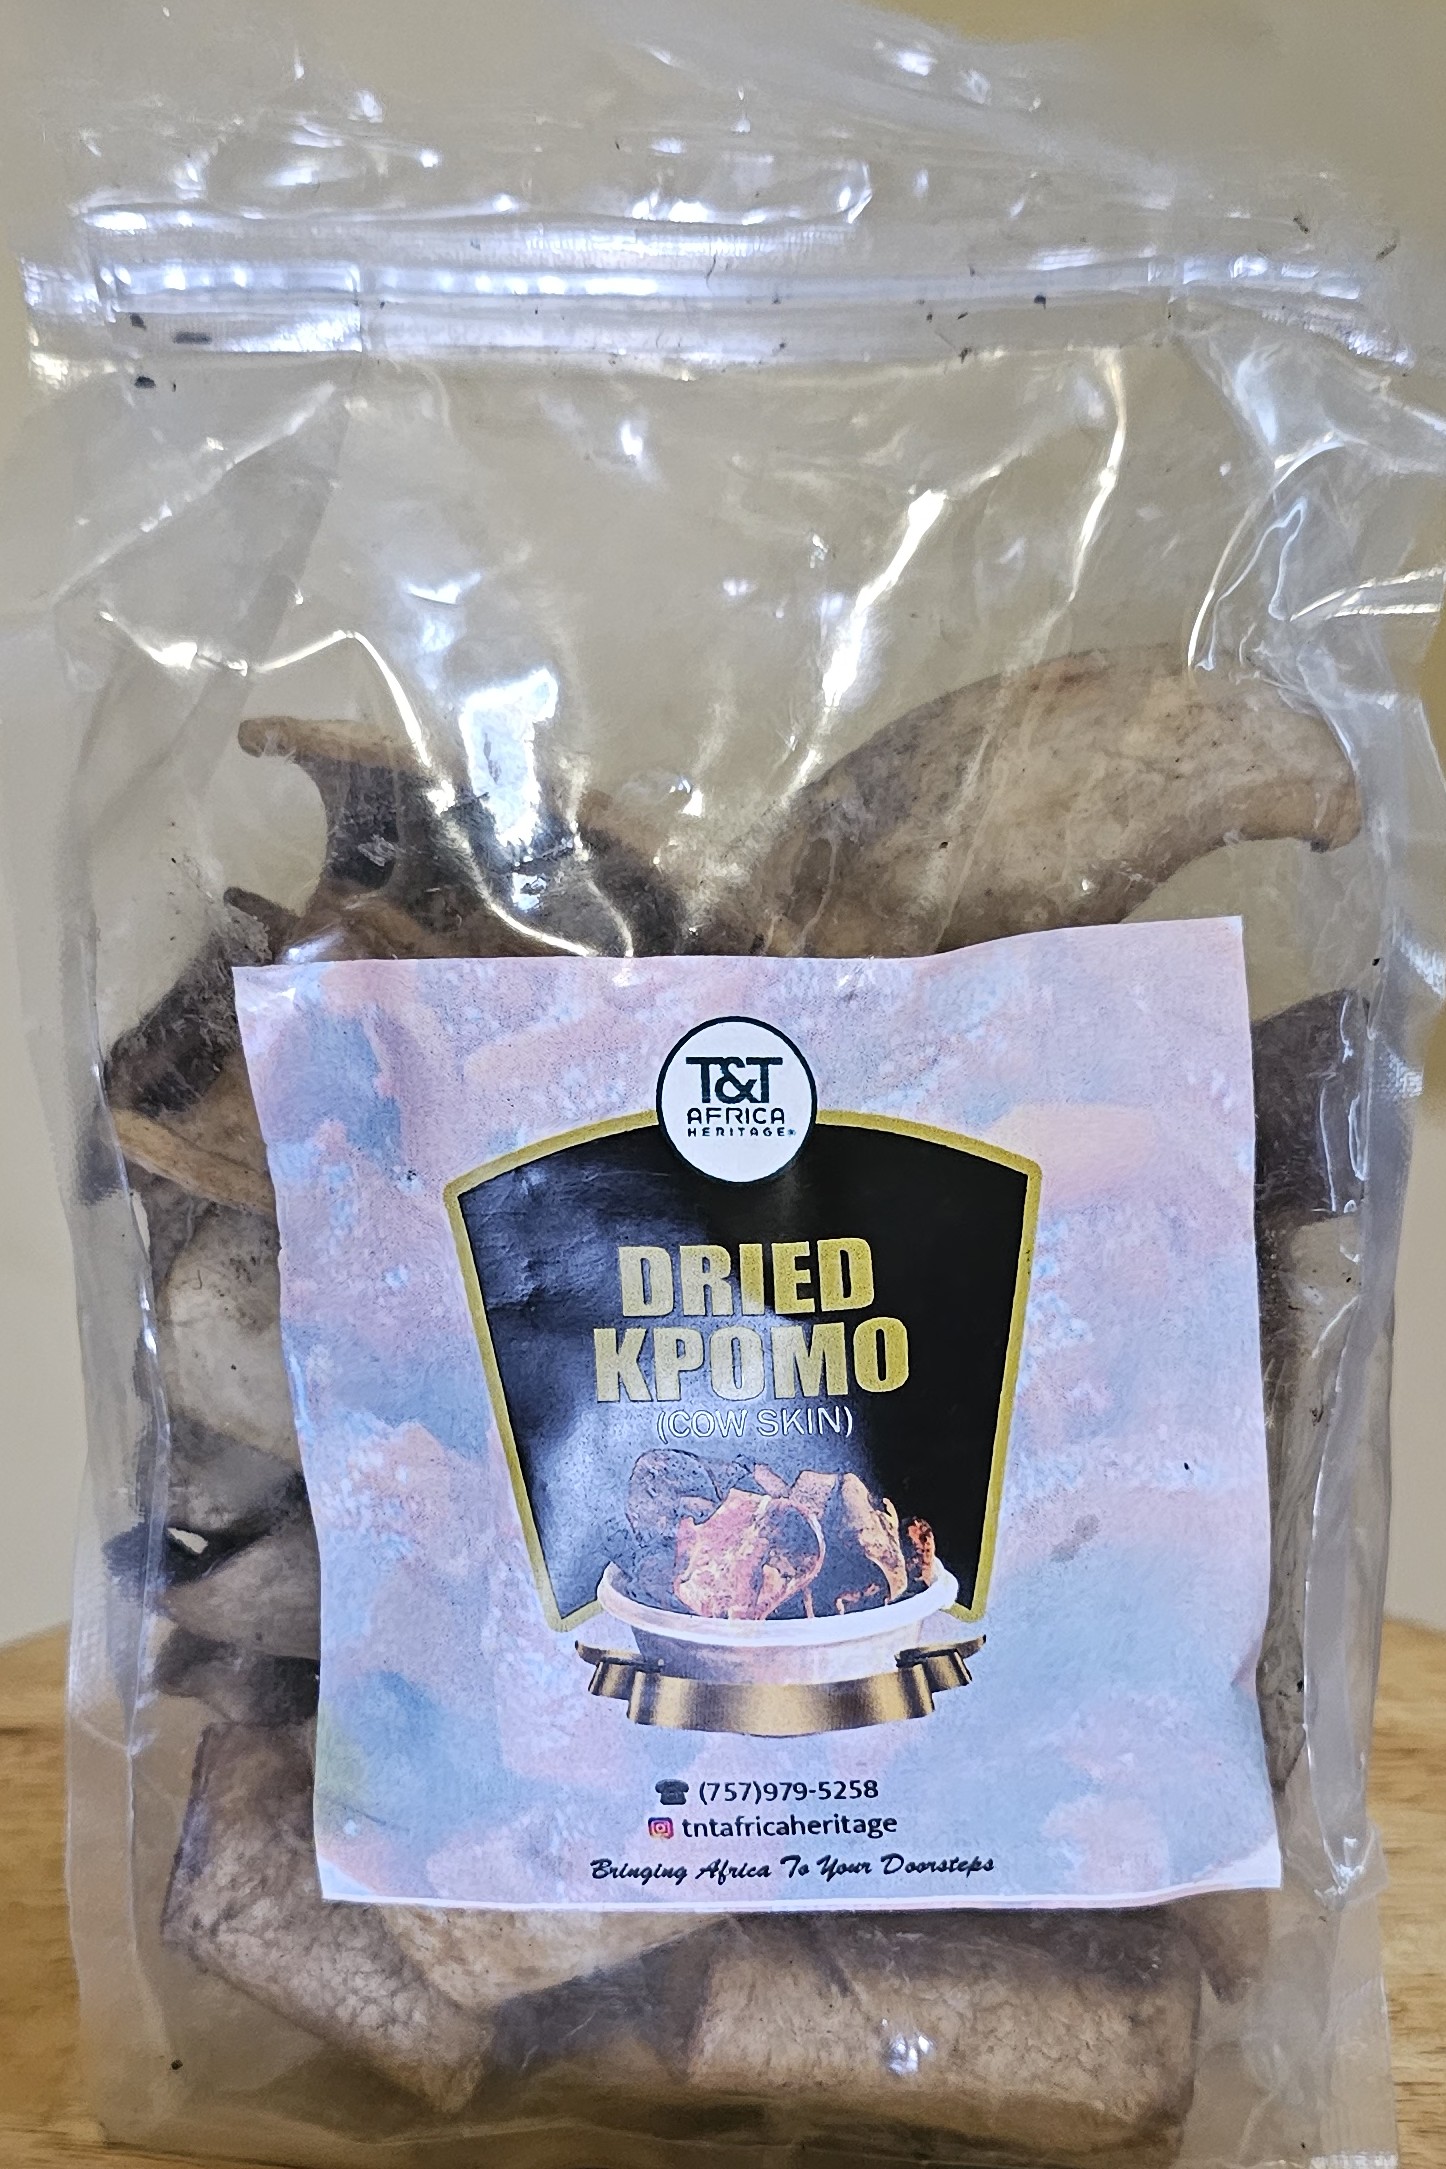 T&T
AFRICA
HERITAGE®
DRIED
KPOMO
(COW SKIN)
(757)979-5258
tntafricaheritage
Bringing Africa To Your Doorsteps